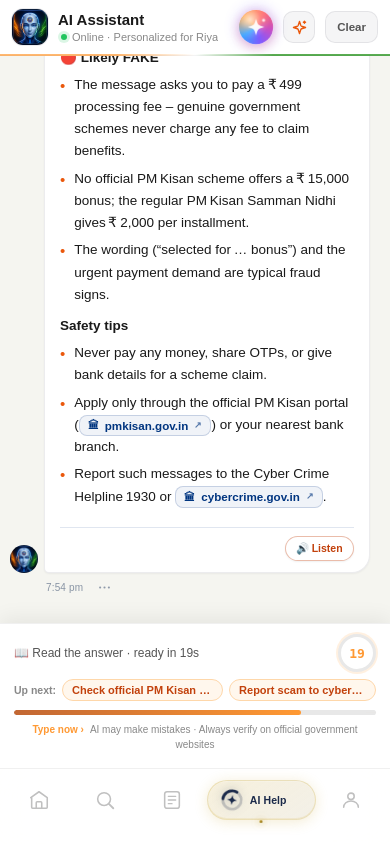 AI Assistant
Online · Personalized for Riya
Clear
🔴 Likely FAKE
• The message asks you to pay a ₹ 499
processing fee – genuine government
schemes never charge any fee to claim
benefits.
• No official PM Kisan scheme offers a ₹ 15,000
bonus; the regular PM Kisan Samman Nidhi
gives ₹ 2,000 per installment.
• The wording (“selected for … bonus”) and the
urgent payment demand are typical fraud
signs.
Safety tips
• Never pay any money, share OTPs, or give
bank details for a scheme claim.
• Apply only through the official PM Kisan portal
(🏛 pmkisan.gov.in ↗) or your nearest bank
branch.
• Report such messages to the Cyber Crime
Helpline 1930 or 🏛 cybercrime.gov.in ↗.
🔊 Listen
7:54 pm ···
📖 Read the answer · ready in 19s
19
Up next: Check official PM Kisan … Report scam to cyber…
Type now › AI may make mistakes · Always verify on official government
websites
AI Help